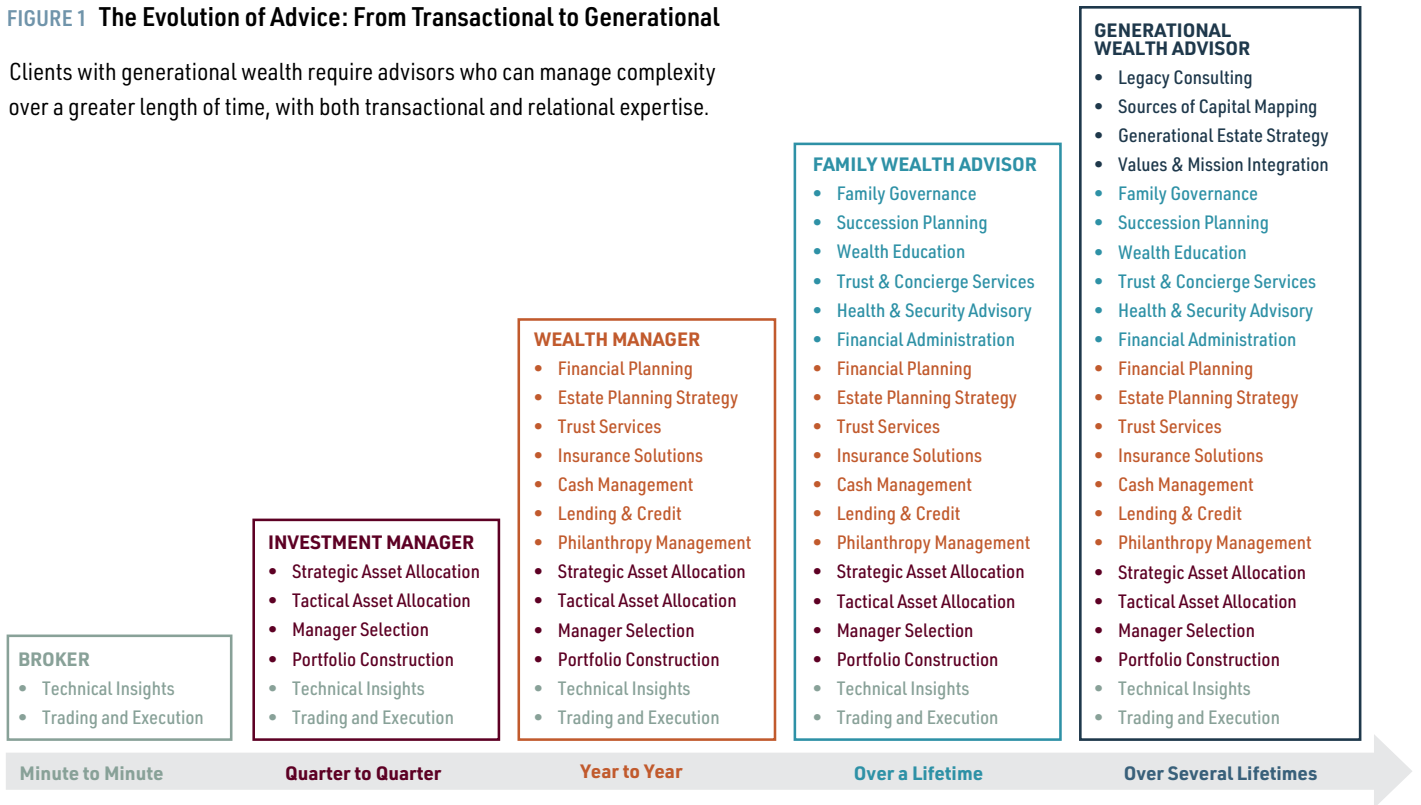 FIGURE 1 The Evolution of Advice: From Transactional to Generational
Clients with generational wealth require advisors who can manage complexity
over a greater length of time, with both transactional and relational expertise.
BROKER
• Technical Insights
• Trading and Execution
INVESTMENT MANAGER
• Strategic Asset Allocation
• Tactical Asset Allocation
• Manager Selection
• Portfolio Construction
• Technical Insights
• Trading and Execution
WEALTH MANAGER
• Financial Planning
• Estate Planning Strategy
• Trust Services
• Insurance Solutions
• Cash Management
• Lending & Credit
• Philanthropy Management
• Strategic Asset Allocation
• Tactical Asset Allocation
• Manager Selection
• Portfolio Construction
• Technical Insights
• Trading and Execution
FAMILY WEALTH ADVISOR
• Family Governance
• Succession Planning
• Wealth Education
• Trust & Concierge Services
• Health & Security Advisory
• Financial Administration
• Financial Planning
• Estate Planning Strategy
• Trust Services
• Insurance Solutions
• Cash Management
• Lending & Credit
• Philanthropy Management
• Strategic Asset Allocation
• Tactical Asset Allocation
• Manager Selection
• Portfolio Construction
• Technical Insights
• Trading and Execution
GENERATIONAL
WEALTH ADVISOR
• Legacy Consulting
• Sources of Capital Mapping
• Generational Estate Strategy
• Values & Mission Integration
• Family Governance
• Succession Planning
• Wealth Education
• Trust & Concierge Services
• Health & Security Advisory
• Financial Administration
• Financial Planning
• Estate Planning Strategy
• Trust Services
• Insurance Solutions
• Cash Management
• Lending & Credit
• Philanthropy Management
• Strategic Asset Allocation
• Tactical Asset Allocation
• Manager Selection
• Portfolio Construction
• Technical Insights
• Trading and Execution
Minute to Minute
Quarter to Quarter
Year to Year
Over a Lifetime
Over Several Lifetimes